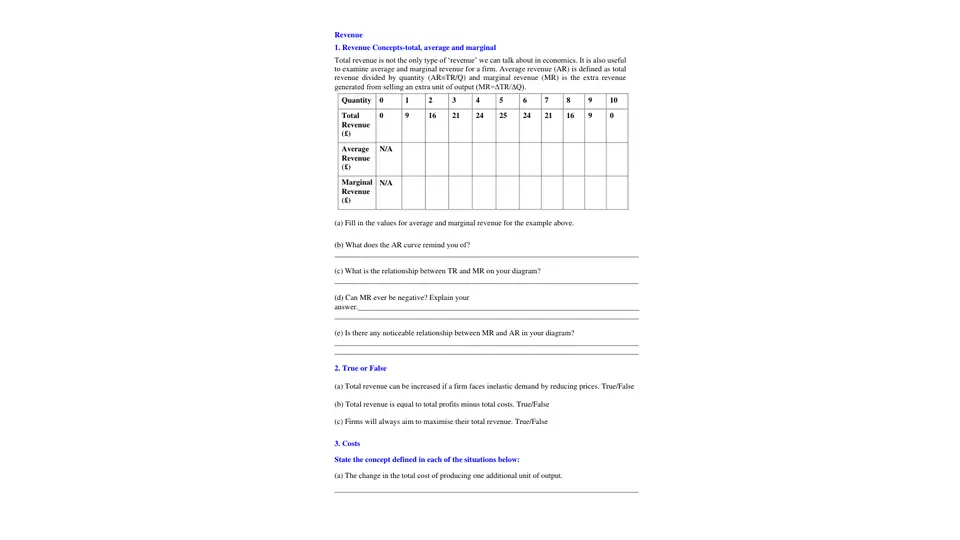 Revenue
1. Revenue Concepts-total, average and marginal
Total revenue is not the only type of 'revenue' we can talk about in economics. It is also useful
to examine average and marginal revenue for a firm. Average revenue (AR) is defined as total
revenue divided by quantity (AR=TR/Q) and marginal revenue (MR) is the extra revenue
generated from selling an extra unit of output (MR=ΔTR/ΔQ).
Quantity 0 1 2 3 4 5 6 7 8 9 10
Total Revenue (£) 0 9 16 21 24 25 24 21 16 9 0
Average Revenue (£) N/A
Marginal Revenue (£) N/A
(a) Fill in the values for average and marginal revenue for the example above.
(b) What does the AR curve remind you of?
(c) What is the relationship between TR and MR on your diagram?
(d) Can MR ever be negative? Explain your
answer.
(e) Is there any noticeable relationship between MR and AR in your diagram?
2. True or False
(a) Total revenue can be increased if a firm faces inelastic demand by reducing prices. True/False
(b) Total revenue is equal to total profits minus total costs. True/False
(c) Firms will always aim to maximise their total revenue. True/False
3. Costs
State the concept defined in each of the situations below:
(a) The change in the total cost of producing one additional unit of output.